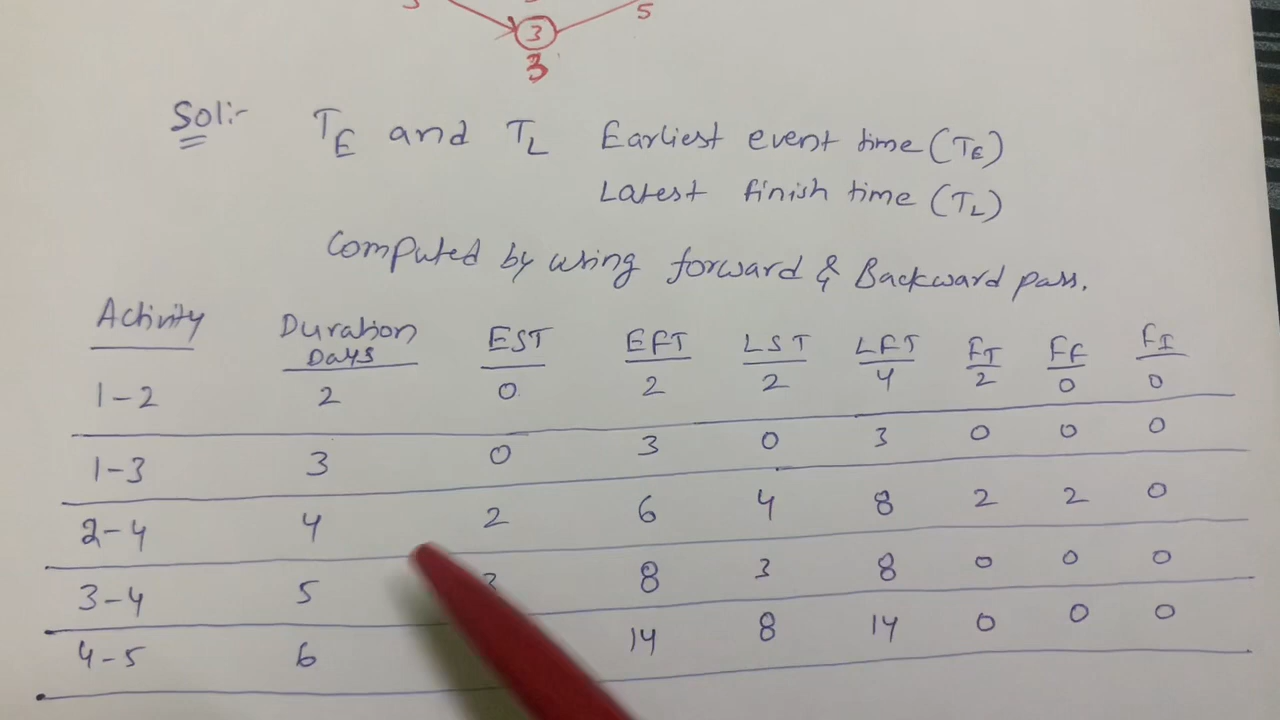 3 5
3
3
Sol:-
TE and TL Earliest event time (TE)
Latest finish time (TL)
Computed by using forward & Backward pass.
Activity Duration Days EST EFT LST LFT FT FF FI
1-2 2 0 2 2 4 2 0 0
1-3 3 0 3 0 3 0 0 0
2-4 4 2 6 4 8 2 2 0
3-4 5 3 8 3 8 0 0 0
4-5 6 14 8 14 0 0 0